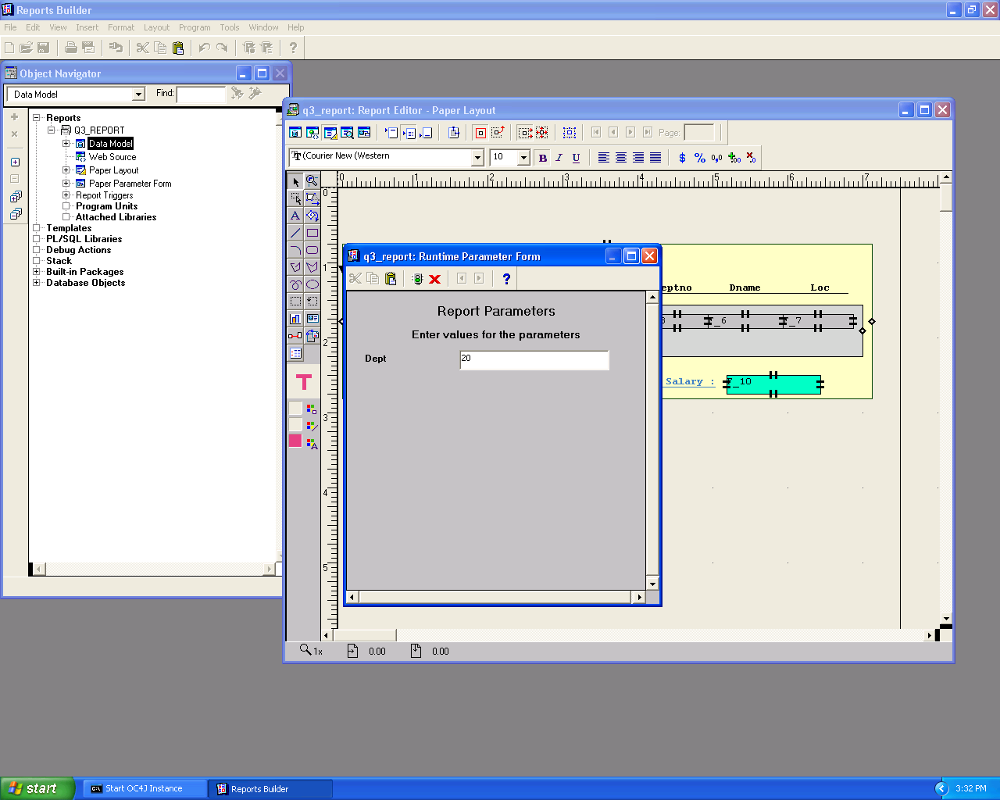 Reports Builder
File Edit View Insert Format Layout Program Tools Window Help
Object Navigator
Data Model Find:
Reports
Q3_REPORT
Data Model
Web Source
Paper Layout
Paper Parameter Form
Report Triggers
Program Units
Attached Libraries
Templates
PL/SQL Libraries
Debug Actions
Stack
Built-in Packages
Database Objects
q3_report: Report Editor - Paper Layout
Page:
(Courier New (Western 10 B I U $ % 0,0
0 1 2 3 4 5 6 7
0
1
2
3
4
5
eptno Dname Loc
_6 _7
Salary : _10
q3_report: Runtime Parameter Form
Report Parameters
Enter values for the parameters
Dept 20
1x 0.00 0.00
start Start OC4J Instance Reports Builder 3:32 PM